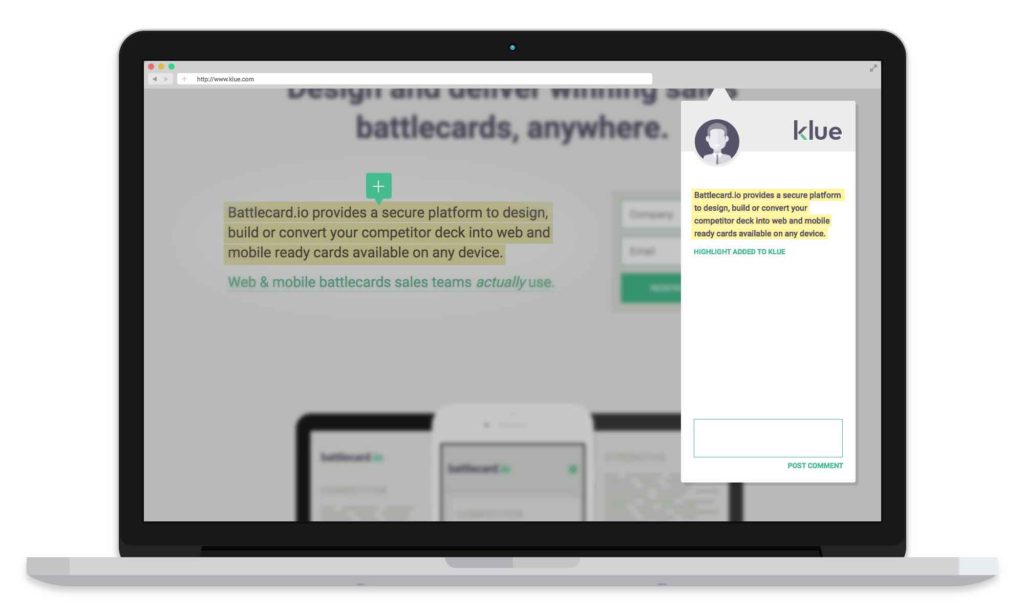 http://www.klue.com
Design and deliver winning sales
battlecards, anywhere.
Battlecard.io provides a secure platform to design,
build or convert your competitor deck into web and
mobile ready cards available on any device.
Web & mobile battlecards sales teams actually use.
Company
Email
battlecard.io
battlecard.io
klue
Battlecard.io provides a secure platform
to design, build or convert your
competitor deck into web and mobile
ready cards available on any device.
HIGHLIGHT ADDED TO KLUE
POST COMMENT